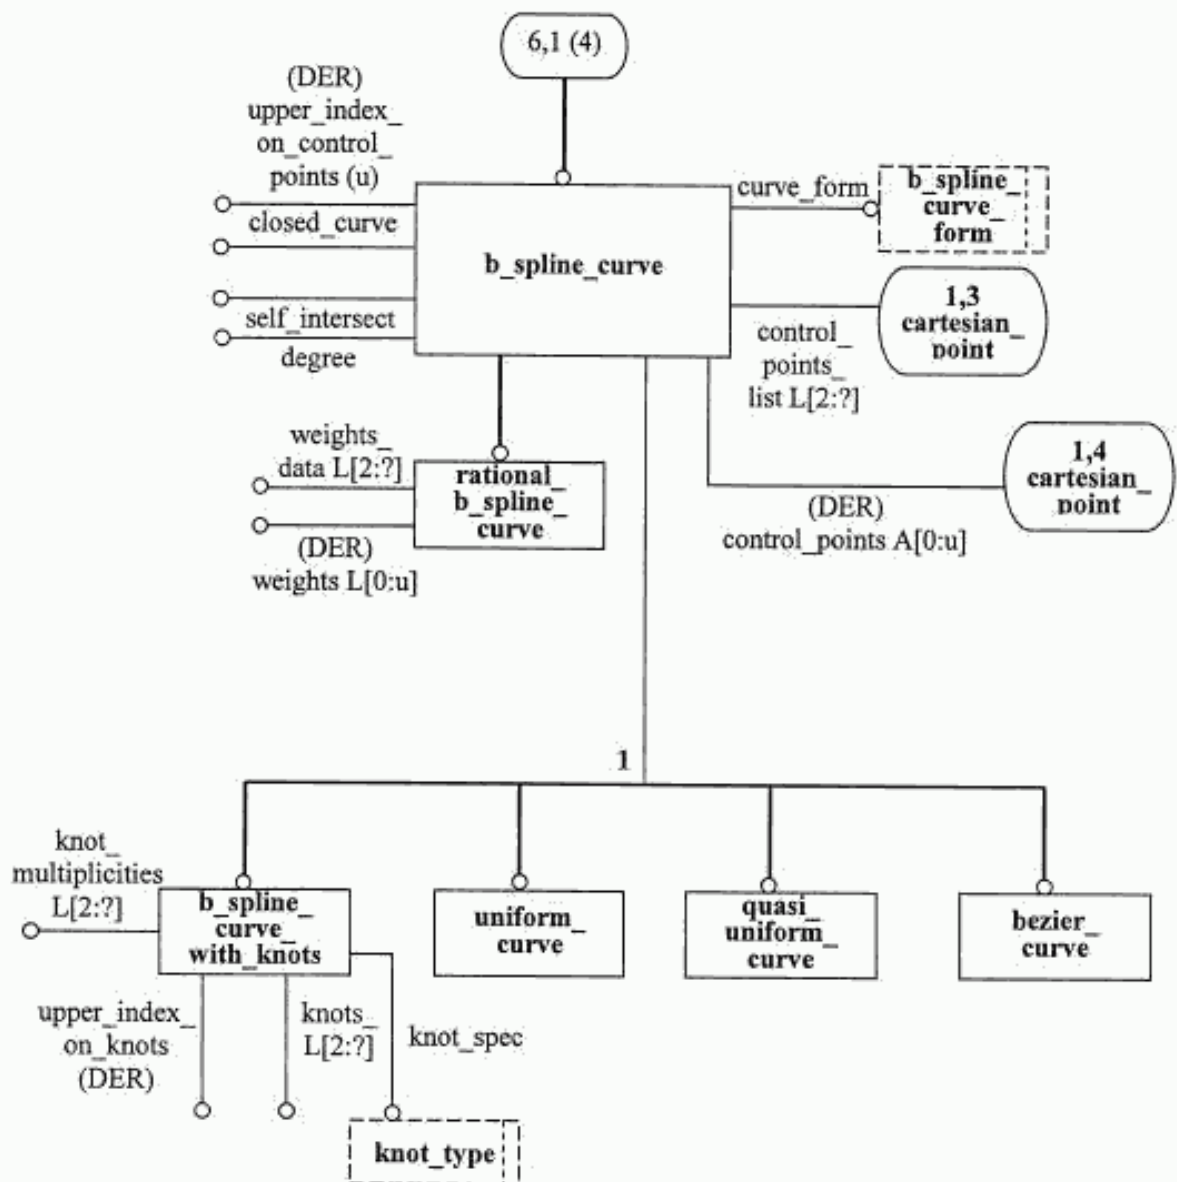 6,1 (4)
(DER)
upper_index_
on_control_
points (u)
closed_curve
self_intersect
degree
b_spline_curve
curve_form
b_spline_
curve_
form
1,3
cartesian_
point
control_
points_
list L[2:?]
1,4
cartesian_
point
(DER)
control_points A[0:u]
weights_
data L[2:?]
rational_
b_spline_
curve
(DER)
weights L[0:u]
1
knot_
multiplicities
L[2:?]
b_spline_
curve_
with_knots
uniform_
curve
quasi_
uniform_
curve
bezier_
curve
upper_index_
on_knots
(DER)
knots_
L[2:?]
knot_spec
knot_type